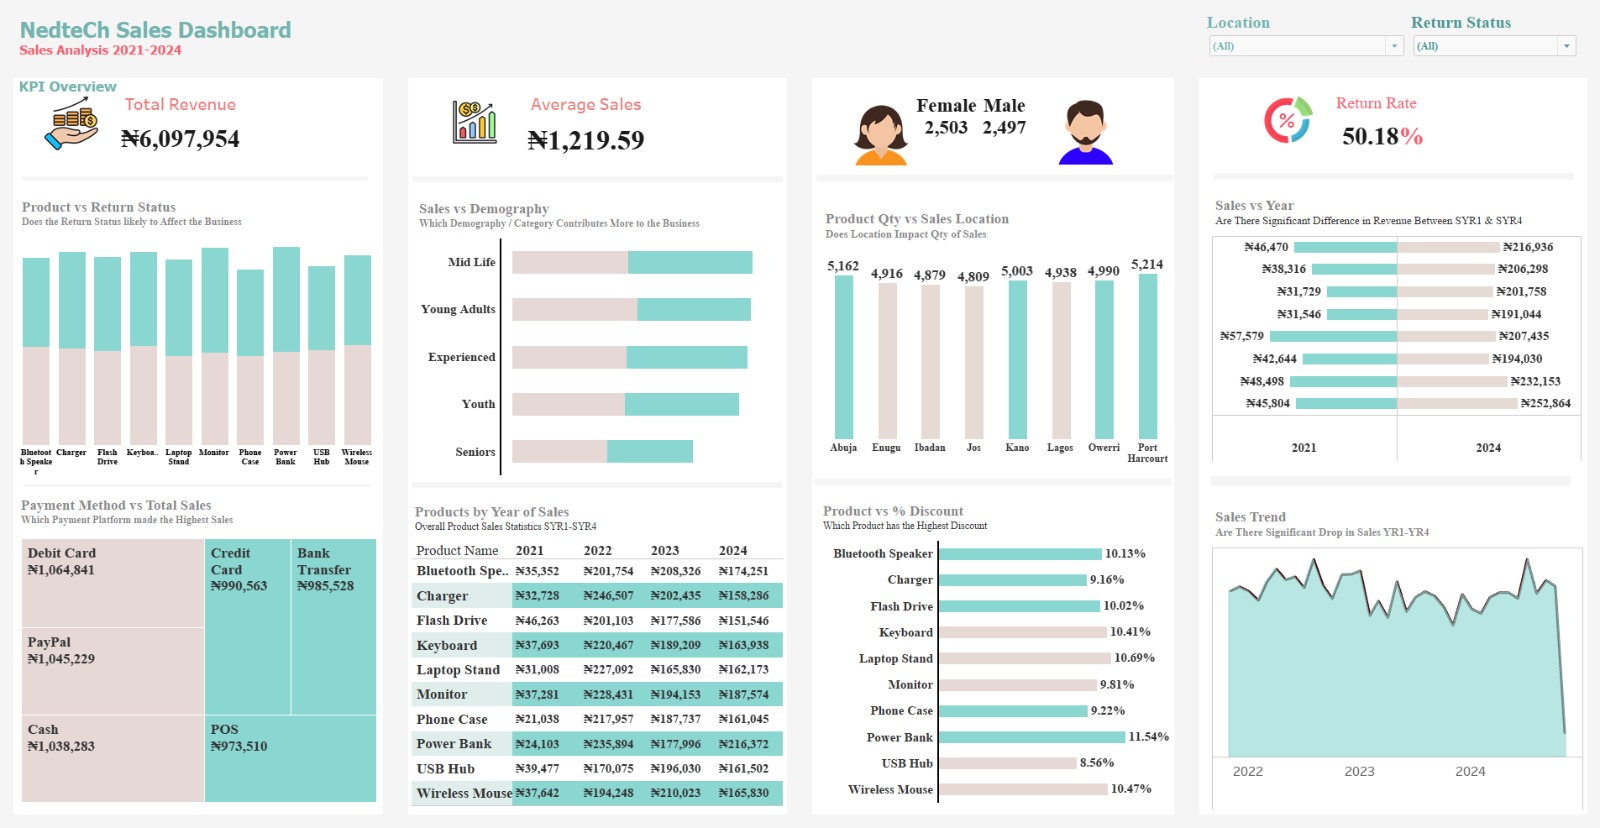 NedteCh Sales Dashboard
Sales Analysis 2021-2024
Location
Return Status
(All)
(All)
KPI Overview
Total Revenue
₦6,097,954
Average Sales
₦1,219.59
Female Male
2,503 2,497
%
Return Rate
50.18%
Product vs Return Status
Does the Return Status likely to Affect the Business
Bluetoot
h Speake
r
Charger
Flash
Drive
Keyboa..
Laptop
Stand
Monitor
Phone
Case
Power
Bank
USB
Hub
Wireless
Mouse
Sales vs Demography
Which Demography / Category Contributes More to the Business
Mid Life
Young Adults
Experienced
Youth
Seniors
Product Qty vs Sales Location
Does Location Impact Qty of Sales
5,162 4,916 4,879 4,809 5,003 4,938 4,990 5,214
Abuja Enugu Ibadan Jos Kano Lagos Owerri Port
Harcourt
Sales vs Year
Are There Significant Difference in Revenue Between SYR1 & SYR4
₦46,470 ₦216,936
₦38,316 ₦206,298
₦31,729 ₦201,758
₦31,546 ₦191,044
₦57,579 ₦207,435
₦42,644 ₦194,030
₦48,498 ₦232,153
₦45,804 ₦252,864
2021 2024
Payment Method vs Total Sales
Which Payment Platform made the Highest Sales
Debit Card
₦1,064,841
PayPal
₦1,045,229
Cash
₦1,038,283
Credit
Card
₦990,563
Bank
Transfer
₦985,528
POS
₦973,510
Products by Year of Sales
Overall Product Sales Statistics SYR1-SYR4
Product Name 2021 2022 2023 2024
Bluetooth Spe.. ₦35,352 ₦201,754 ₦208,326 ₦174,251
Charger ₦32,728 ₦246,507 ₦202,435 ₦158,286
Flash Drive ₦46,263 ₦201,103 ₦177,586 ₦151,546
Keyboard ₦37,693 ₦220,467 ₦189,209 ₦163,938
Laptop Stand ₦31,008 ₦227,092 ₦165,830 ₦162,173
Monitor ₦37,281 ₦228,431 ₦194,153 ₦187,574
Phone Case ₦21,038 ₦217,957 ₦187,737 ₦161,045
Power Bank ₦24,103 ₦235,894 ₦177,996 ₦216,372
USB Hub ₦39,477 ₦170,075 ₦196,030 ₦161,502
Wireless Mouse ₦37,642 ₦194,248 ₦210,023 ₦165,830
Product vs % Discount
Which Product has the Highest Discount
Bluetooth Speaker 10.13%
Charger 9.16%
Flash Drive 10.02%
Keyboard 10.41%
Laptop Stand 10.69%
Monitor 9.81%
Phone Case 9.22%
Power Bank 11.54%
USB Hub 8.56%
Wireless Mouse 10.47%
Sales Trend
Are There Significant Drop in Sales YR1-YR4
2022 2023 2024